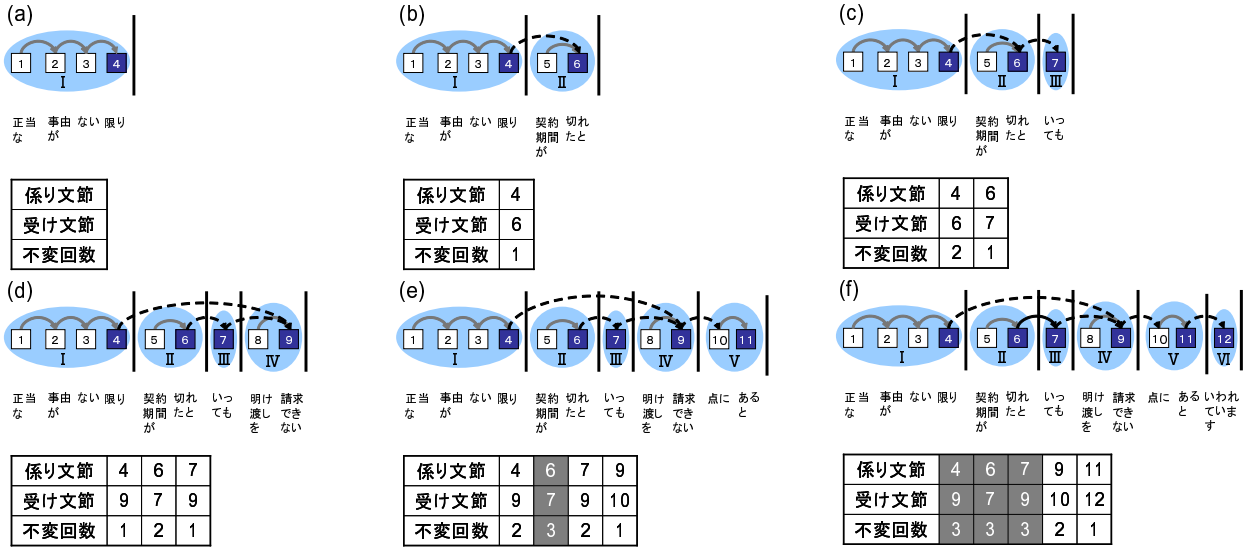 (a)
1 2 3 4
I
正当な 事由が ない 限り
係り文節
受け文節
不変回数
(b)
1 2 3 4 5 6
I II
正当な 事由が ない 限り 契約期間が 切れたと
係り文節 4
受け文節 6
不変回数 1
(c)
1 2 3 4 5 6 7
I II III
正当な 事由が ない 限り 契約期間が 切れたと いっても
係り文節 4 6
受け文節 6 7
不変回数 2 1
(d)
1 2 3 4 5 6 7 8 9
I II III IV
正当な 事由が ない 限り 契約期間が 切れたと いっても 明け渡しを 請求できない
係り文節 4 6 7
受け文節 9 7 9
不変回数 1 2 1
(e)
1 2 3 4 5 6 7 8 9 10 11
I II III IV V
正当な 事由が ない 限り 契約期間が 切れたと いっても 明け渡しを 請求できない 点に あると
係り文節 4 6 7 9
受け文節 9 7 9 10
不変回数 2 3 2 1
(f)
1 2 3 4 5 6 7 8 9 10 11 12
I II III IV V VI
正当な 事由が ない 限り 契約期間が 切れたと いっても 明け渡しを 請求できない 点に あると いわれています
係り文節 4 6 7 9 11
受け文節 9 7 9 10 12
不変回数 3 3 3 2 1